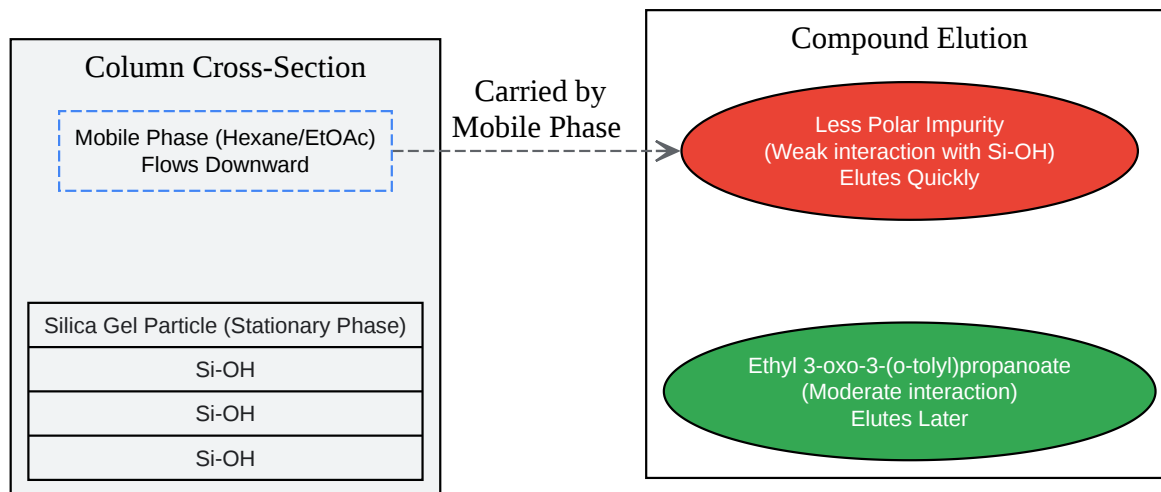 Column Cross-Section
Mobile Phase (Hexane/EtOAc)
Flows Downward
Silica Gel Particle (Stationary Phase)
Si-OH
Si-OH
Si-OH
Carried by
Mobile Phase
Compound Elution
Less Polar Impurity
(Weak interaction with Si-OH)
Elutes Quickly
Ethyl 3-oxo-3-(o-tolyl)propanoate
(Moderate interaction)
Elutes Later